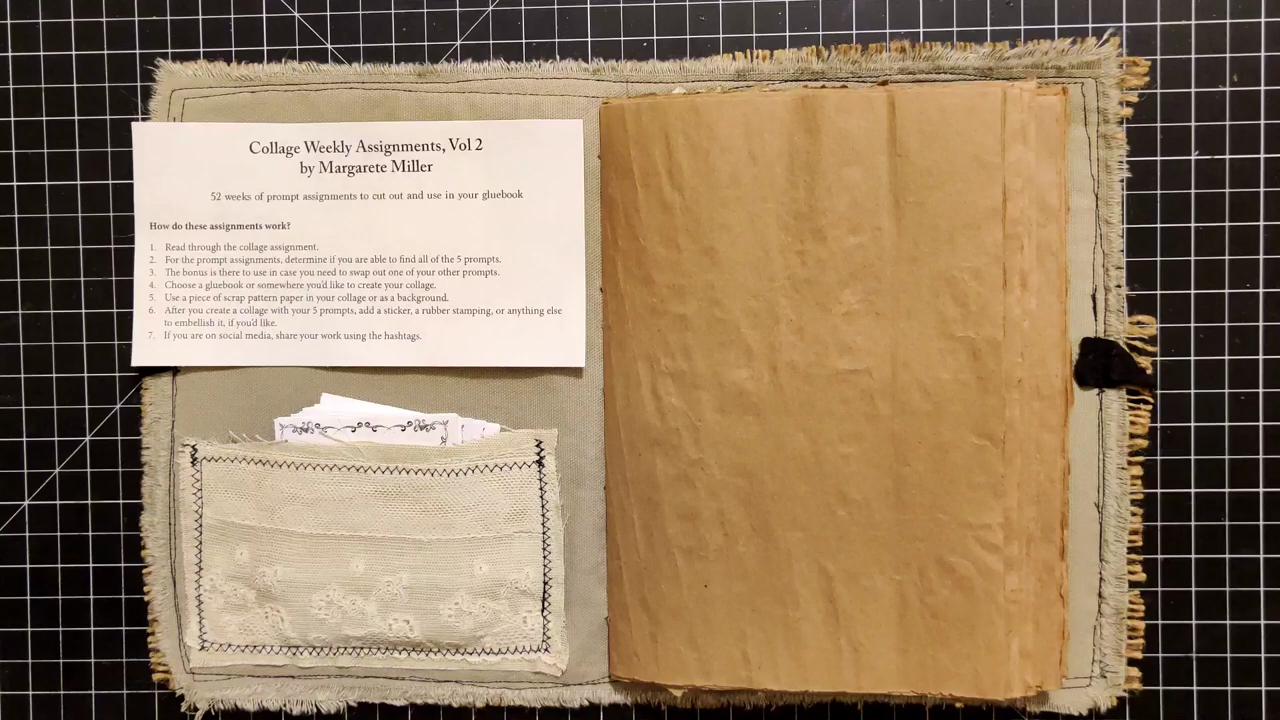 Collage Weekly Assignments, Vol 2
by Margarete Miller
52 weeks of prompt assignments to cut out and use in your gluebook
How do these assignments work?
1. Read through the collage assignment.
2. For the prompt assignments, determine if you are able to find all of the 5 prompts.
3. The bonus is there to use in case you need to swap out one of your other prompts.
4. Choose a gluebook or somewhere you'd like to create your collage.
5. Use a piece of scrap pattern paper in your collage or as a background.
6. After you create a collage with your 5 prompts, add a sticker, a rubber stamping, or anything else
to embellish it, if you'd like.
7. If you are on social media, share your work using the hashtags.